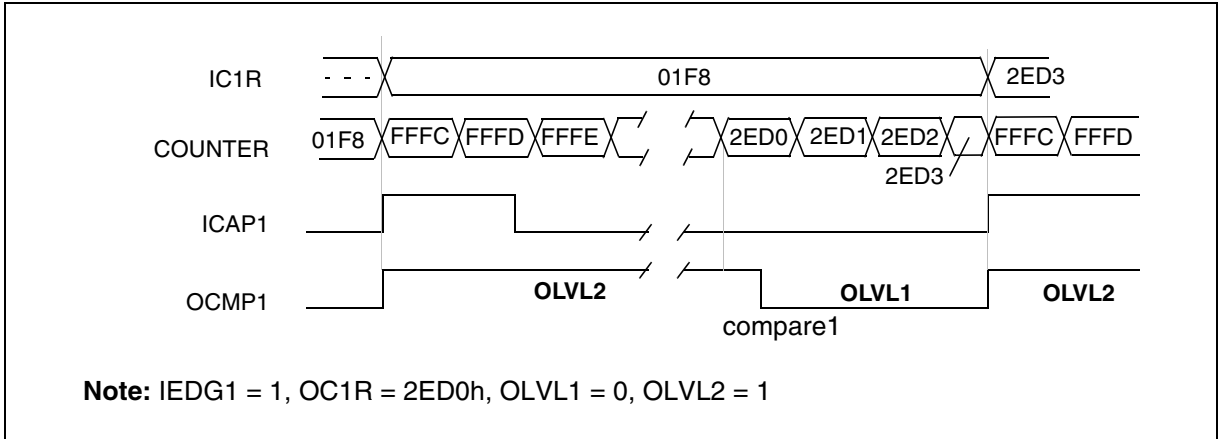 IC1R - - - 01F8 2ED3
COUNTER 01F8 FFFC FFFD FFFE 2ED0 2ED1 2ED2 FFFC FFFD
2ED3
ICAP1
OCMP1 OLVL2 OLVL1 OLVL2
compare1
Note: IEDG1 = 1, OC1R = 2ED0h, OLVL1 = 0, OLVL2 = 1